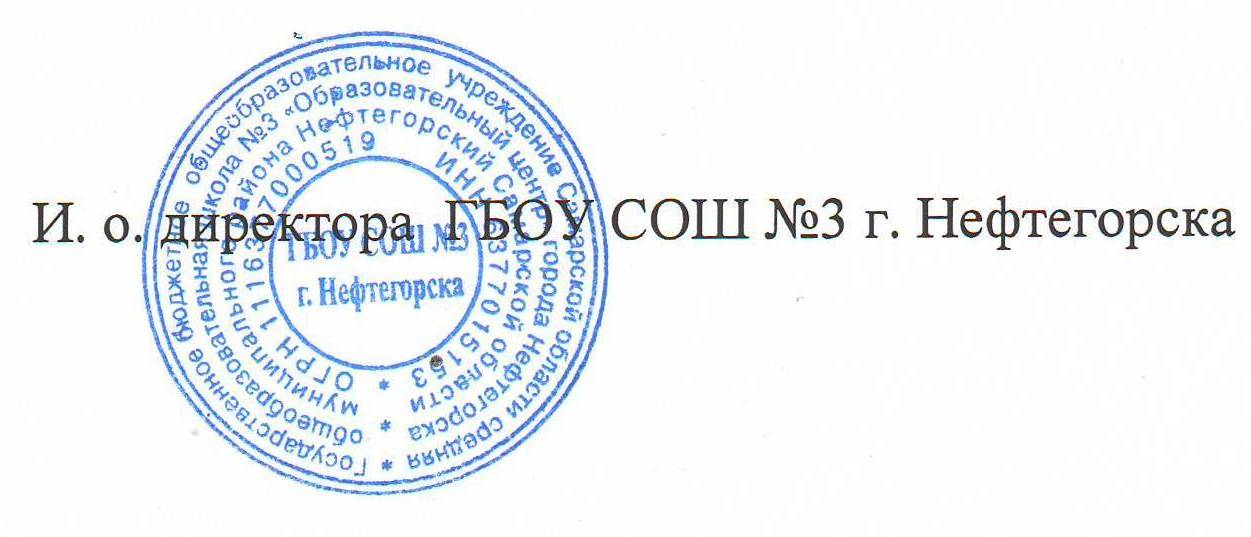 И. о. директора ГБОУ СОШ №3 г. Нефтегорска
Государственное бюджетное общеобразовательное учреждение Самарской области средняя
общеобразовательная школа №3 «Образовательный центр» города Нефтегорска
муниципального района Нефтегорский Самарской области
ОГРН 1116377000519 ИНН 6377015153
ГБОУ СОШ №3
г. Нефтегорска